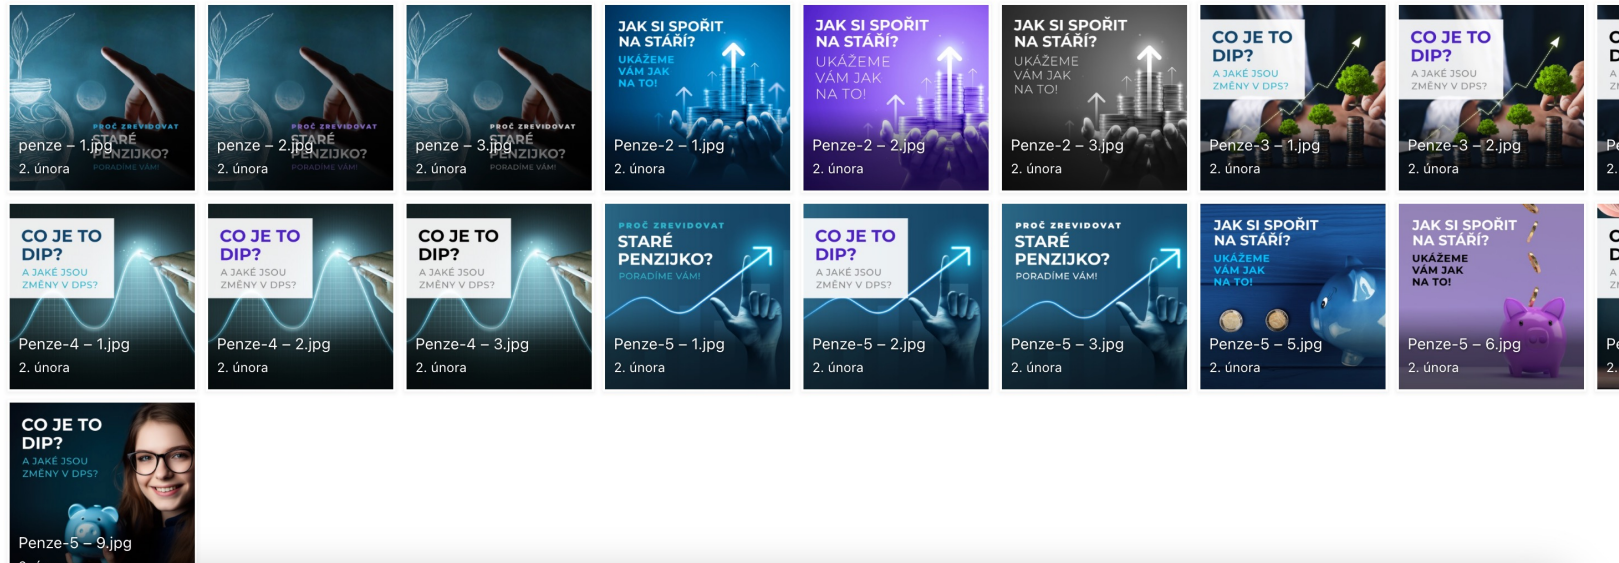 PROČ ZREVIDOVAT
STARÉ
PENZIJKO?
PORADÍME VÁM!
penze – 1.jpg
2. února
PROČ ZREVIDOVAT
STARÉ
PENZIJKO?
PORADÍME VÁM!
penze – 2.jpg
2. února
PROČ ZREVIDOVAT
STARÉ
PENZIJKO?
PORADÍME VÁM!
penze – 3.jpg
2. února
JAK SI SPOŘIT
NA STÁŘÍ?
UKÁŽEME
VÁM JAK
NA TO!
Penze-2 – 1.jpg
2. února
JAK SI SPOŘIT
NA STÁŘÍ?
UKÁŽEME
VÁM JAK
NA TO!
Penze-2 – 2.jpg
2. února
JAK SI SPOŘIT
NA STÁŘÍ?
UKÁŽEME
VÁM JAK
NA TO!
Penze-2 – 3.jpg
2. února
CO JE TO
DIP?
A JAKÉ JSOU
ZMĚNY V DPS?
Penze-3 – 1.jpg
2. února
CO JE TO
DIP?
A JAKÉ JSOU
ZMĚNY V DPS?
Penze-3 – 2.jpg
2. února
CO JE TO
DIP?
A JAKÉ JSOU
ZMĚNY V DPS?
Penze-4 – 1.jpg
2. února
CO JE TO
DIP?
A JAKÉ JSOU
ZMĚNY V DPS?
Penze-4 – 2.jpg
2. února
CO JE TO
DIP?
A JAKÉ JSOU
ZMĚNY V DPS?
Penze-4 – 3.jpg
2. února
PROČ ZREVIDOVAT
STARÉ
PENZIJKO?
PORADÍME VÁM!
Penze-5 – 1.jpg
2. února
CO JE TO
DIP?
A JAKÉ JSOU
ZMĚNY V DPS?
Penze-5 – 2.jpg
2. února
PROČ ZREVIDOVAT
STARÉ
PENZIJKO?
PORADÍME VÁM!
Penze-5 – 3.jpg
2. února
JAK SI SPOŘIT
NA STÁŘÍ?
UKÁŽEME
VÁM JAK
NA TO!
Penze-5 – 5.jpg
2. února
JAK SI SPOŘIT
NA STÁŘÍ?
UKÁŽEME
VÁM JAK
NA TO!
Penze-5 – 6.jpg
2. února
CO JE TO
DIP?
A JAKÉ JSOU
ZMĚNY V DPS?
Penze-5 – 9.jpg